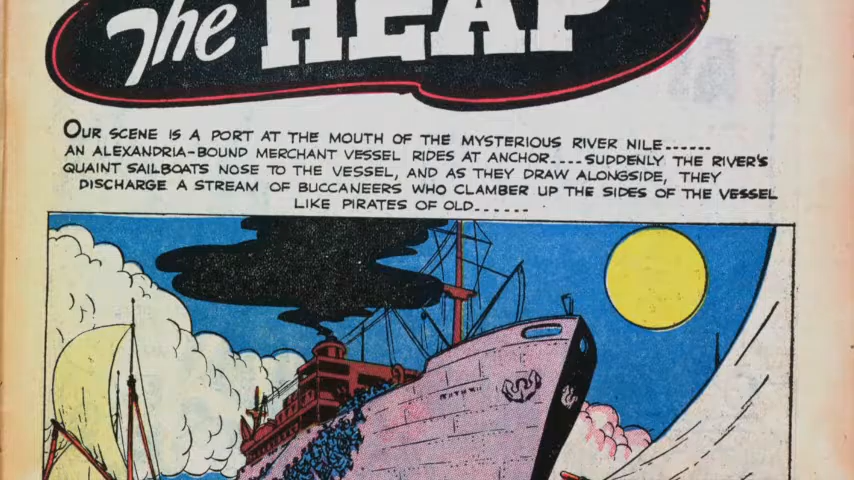 The HEAP
OUR SCENE IS A PORT AT THE MOUTH OF THE MYSTERIOUS RIVER NILE......
AN ALEXANDRIA-BOUND MERCHANT VESSEL RIDES AT ANCHOR....SUDDENLY THE RIVER'S
QUAINT SAILBOATS NOSE TO THE VESSEL, AND AS THEY DRAW ALONGSIDE, THEY
DISCHARGE A STREAM OF BUCCANEERS WHO CLAMBER UP THE SIDES OF THE VESSEL
LIKE PIRATES OF OLD.......